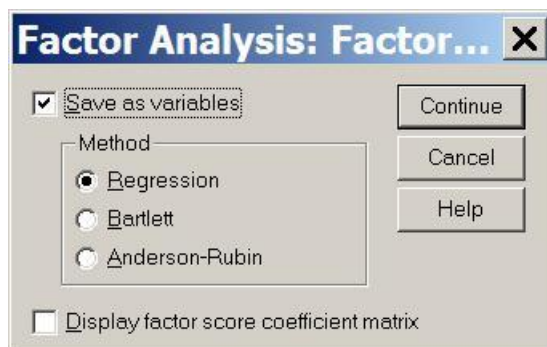 Factor Analysis: Factor...
Save as variables
Continue
Method
Cancel
Regression
Help
Bartlett
Anderson-Rubin
Display factor score coefficient matrix